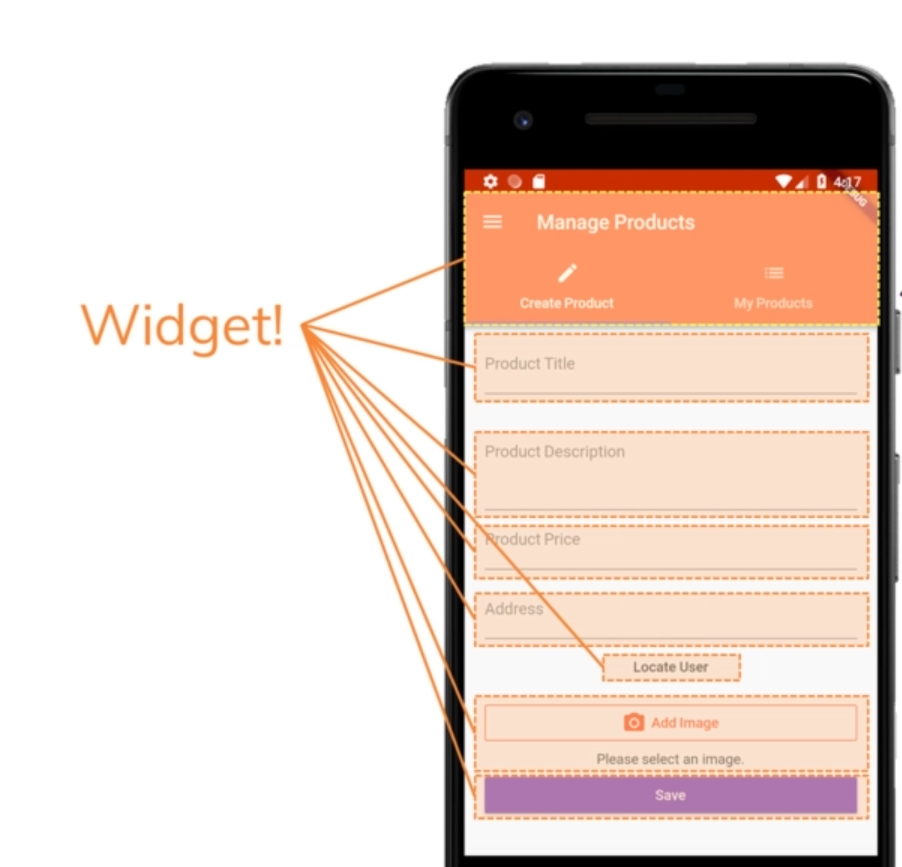 4:17
DEBUG
Manage Products
Create Product My Products
Widget!
Product Title
Product Description
Product Price
Address
Locate User
Add Image
Please select an image.
Save